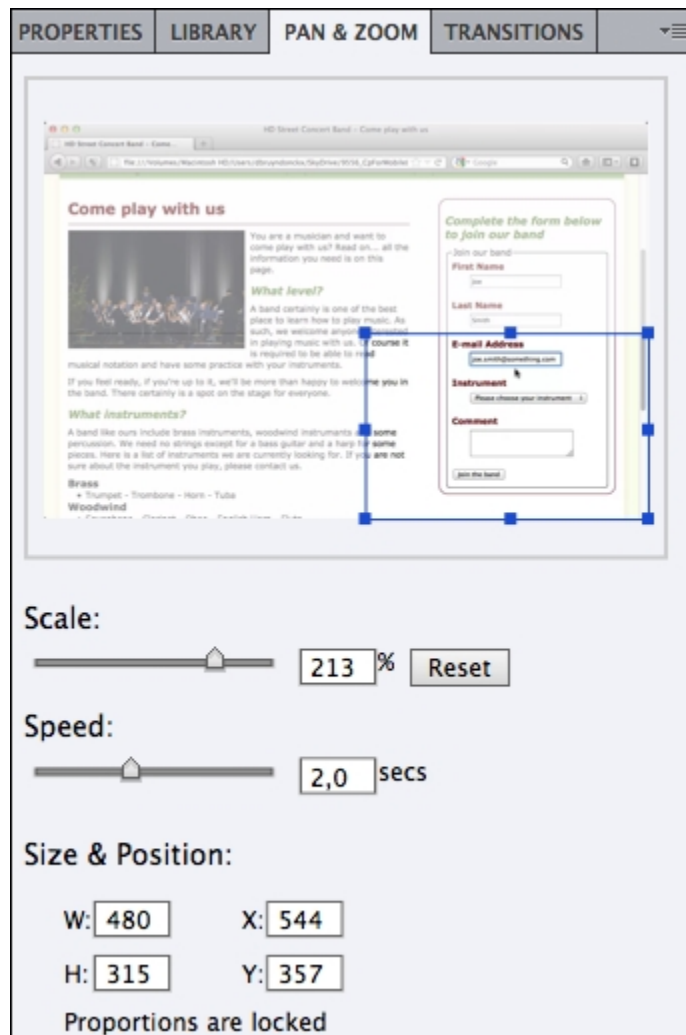 PROPERTIES LIBRARY PAN & ZOOM TRANSITIONS
HD Street Concert Band - Come play with us
HD Street Concert Band - Come...
Google
Come play with us
You are a musician and want to
come play with us? Read on... all the
information you need is on this
page.
What level?
A band certainly is one of the best
place to learn how to play music. As
such, we welcome anyone interested
in playing music with us. Of course it
is required to be able to read
musical notation and have some practice with your instruments.
If you feel ready, if you're up to it, we'll be more than happy to welcome you in
the band. There certainly is a spot on the stage for everyone.
What instruments?
A band like ours include brass instruments, woodwind instruments and some
percussion. We need no strings except for a bass guitar and a harp for some
pieces. Here is a list of instruments we are currently looking for. If you are not
sure about the instrument you play, please contact us.
Brass
• Trumpet - Trombone - Horn - Tuba
Woodwind
Complete the form below
to join our band
Join our band
First Name
Joe
Last Name
Smith
E-mail Address
joe.smith@something.com
Instrument
Please choose your instrument
Comment
Join the band
Scale:
213 % Reset
Speed:
2,0 secs
Size & Position:
W: 480 X: 544
H: 315 Y: 357
Proportions are locked